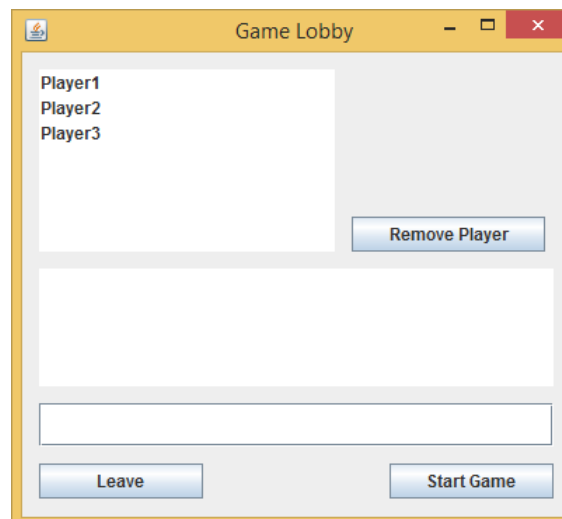 Game Lobby
Player1
Player2
Player3
Remove Player
Leave
Start Game